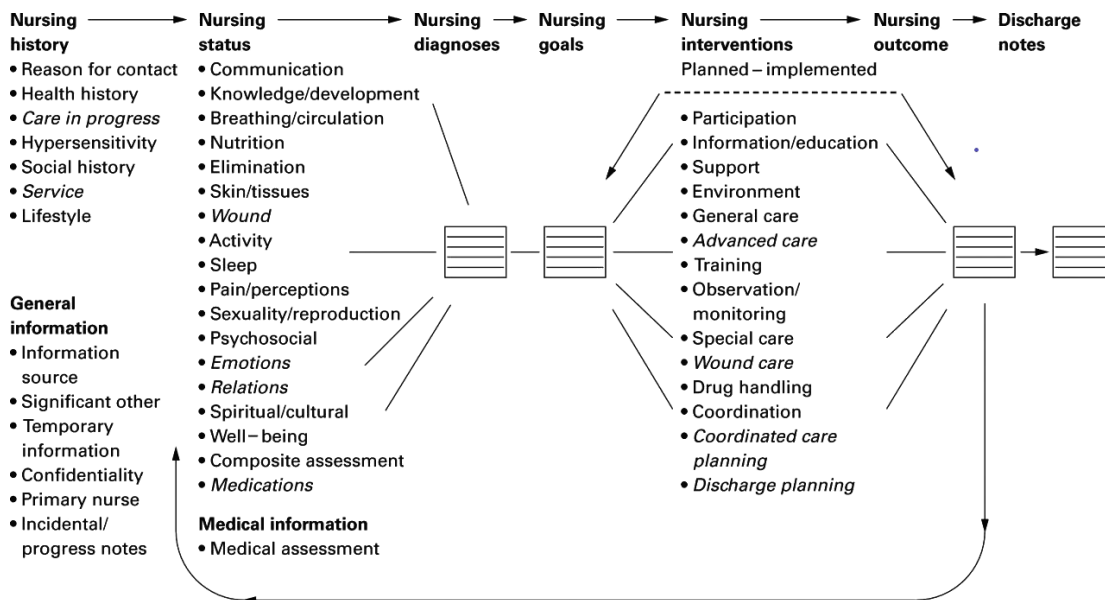 Nursing history
• Reason for contact
• Health history
• Care in progress
• Hypersensitivity
• Social history
• Service
• Lifestyle
General
information
• Information
source
• Significant other
• Temporary
information
• Confidentiality
• Primary nurse
• Incidental/
progress notes
Nursing
status
• Communication
• Knowledge/development
• Breathing/circulation
• Nutrition
• Elimination
• Skin/tissues
• Wound
• Activity
• Sleep
• Pain/perceptions
• Sexuality/reproduction
• Psychosocial
• Emotions
• Relations
• Spiritual/cultural
• Well–being
• Composite assessment
• Medications
Medical information
• Medical assessment
Nursing
diagnoses
Nursing
goals
Nursing
interventions
Planned – implemented
• Participation
• Information/education
• Support
• Environment
• General care
• Advanced care
• Training
• Observation/
monitoring
• Special care
• Wound care
• Drug handling
• Coordination
• Coordinated care
planning
• Discharge planning
Nursing
outcome
Discharge
notes